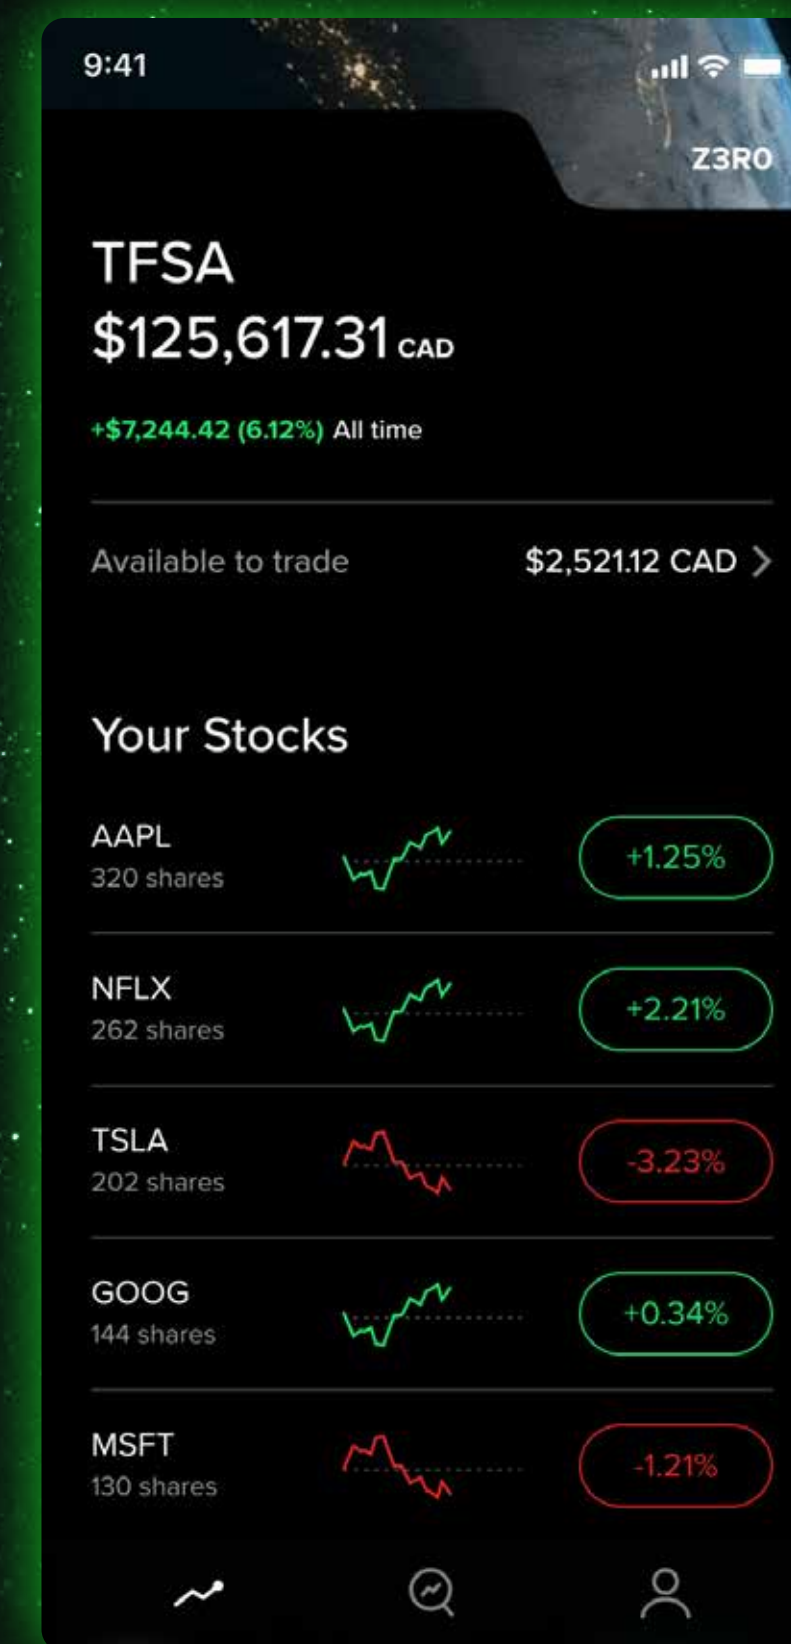 9:41
Z3R0
TFSA
$125,617.31 CAD
+$7,244.42 (6.12%) All time
Available to trade $2,521.12 CAD
Your Stocks
AAPL
320 shares
+1.25%
NFLX
262 shares
+2.21%
TSLA
202 shares
-3.23%
GOOG
144 shares
+0.34%
MSFT
130 shares
-1.21%